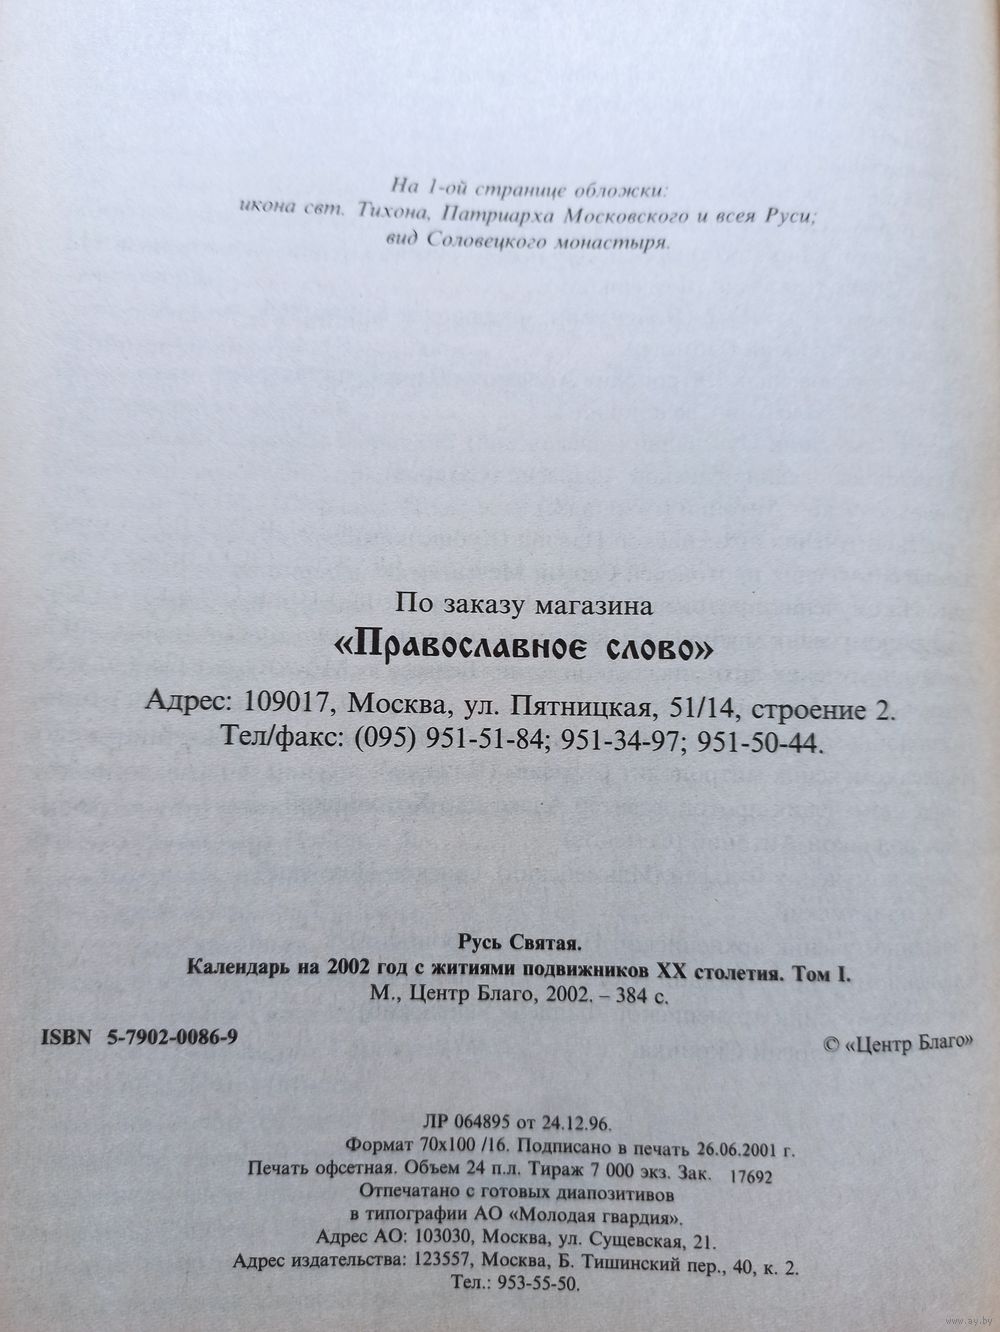 На 1-ой странице обложки:
икона свт. Тихона, Патриарха Московского и всея Руси;
вид Соловецкого монастыря.
По заказу магазина
«Православное слово»
Адрес: 109017, Москва, ул. Пятницкая, 51/14, строение 2.
Тел/факс: (095) 951-51-84; 951-34-97; 951-50-44.
Русь Святая.
Календарь на 2002 год с житиями подвижников XX столетия. Том I.
М., Центр Благо, 2002. – 384 с.
ISBN 5-7902-0086-9
© «Центр Благо»
ЛР 064895 от 24.12.96.
Формат 70х100 /16. Подписано в печать 26.06.2001 г.
Печать офсетная. Объем 24 п.л. Тираж 7 000 экз. Зак. 17692
Отпечатано с готовых диапозитивов
в типографии АО «Молодая гвардия».
Адрес АО: 103030, Москва, ул. Сущевская, 21.
Адрес издательства: 123557, Москва, Б. Тишинский пер., 40, к. 2.
Тел.: 953-55-50.
www.ay.by